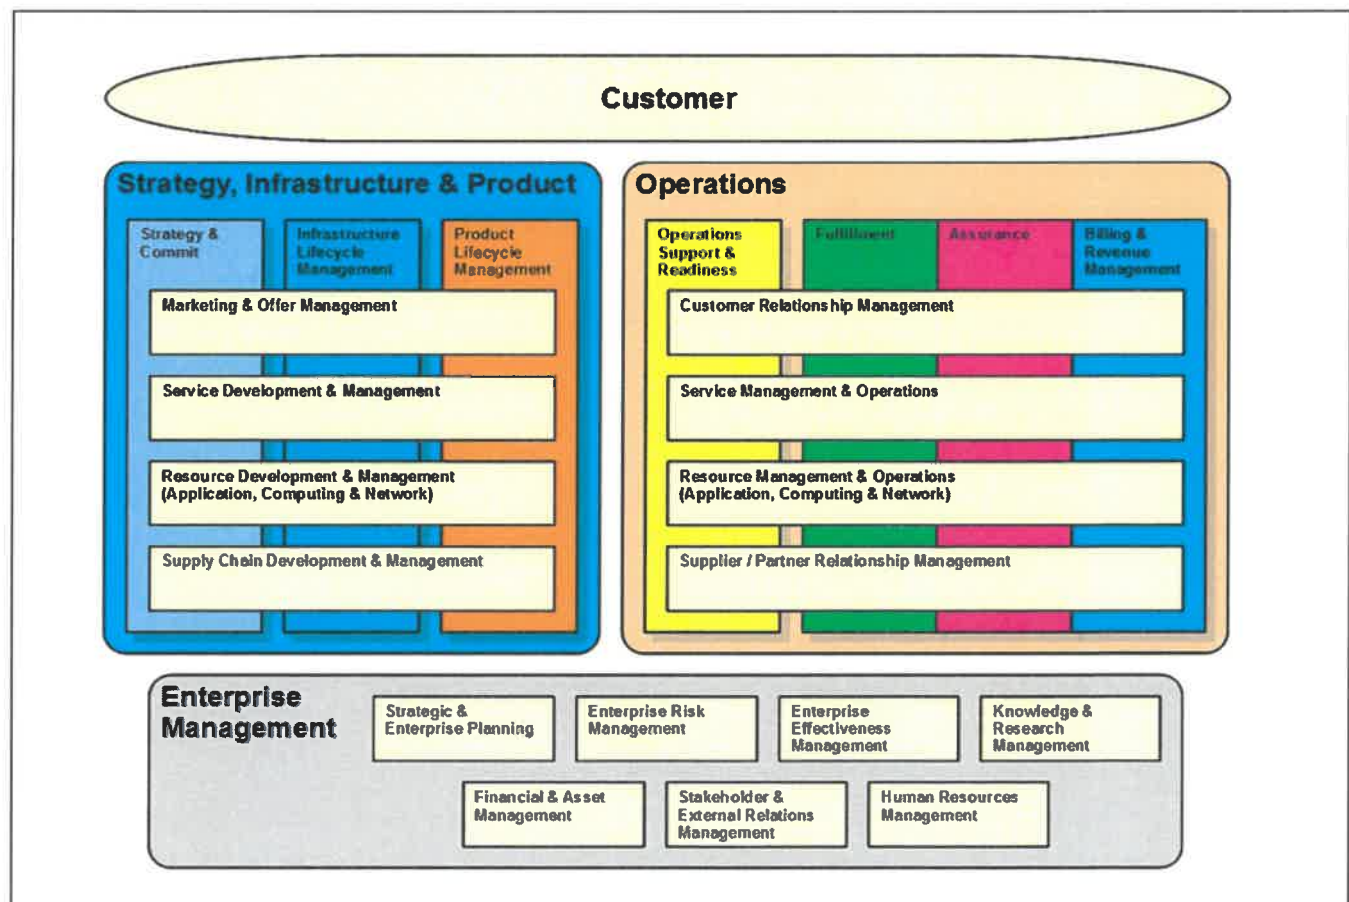 Customer
Strategy, Infrastructure & Product
Strategy &
Commit
Infrastructure
Lifecycle
Management
Product
Lifecycle
Management
Marketing & Offer Management
Service Development & Management
Resource Development & Management
(Application, Computing & Network)
Supply Chain Development & Management
Operations
Operations
Support &
Readiness
Fulfillment
Assurance
Billing &
Revenue
Management
Customer Relationship Management
Service Management & Operations
Resource Management & Operations
(Application, Computing & Network)
Supplier / Partner Relationship Management
Enterprise
Management
Strategic &
Enterprise Planning
Enterprise Risk
Management
Enterprise
Effectiveness
Management
Knowledge &
Research
Management
Financial & Asset
Management
Stakeholder &
External Relations
Management
Human Resources
Management